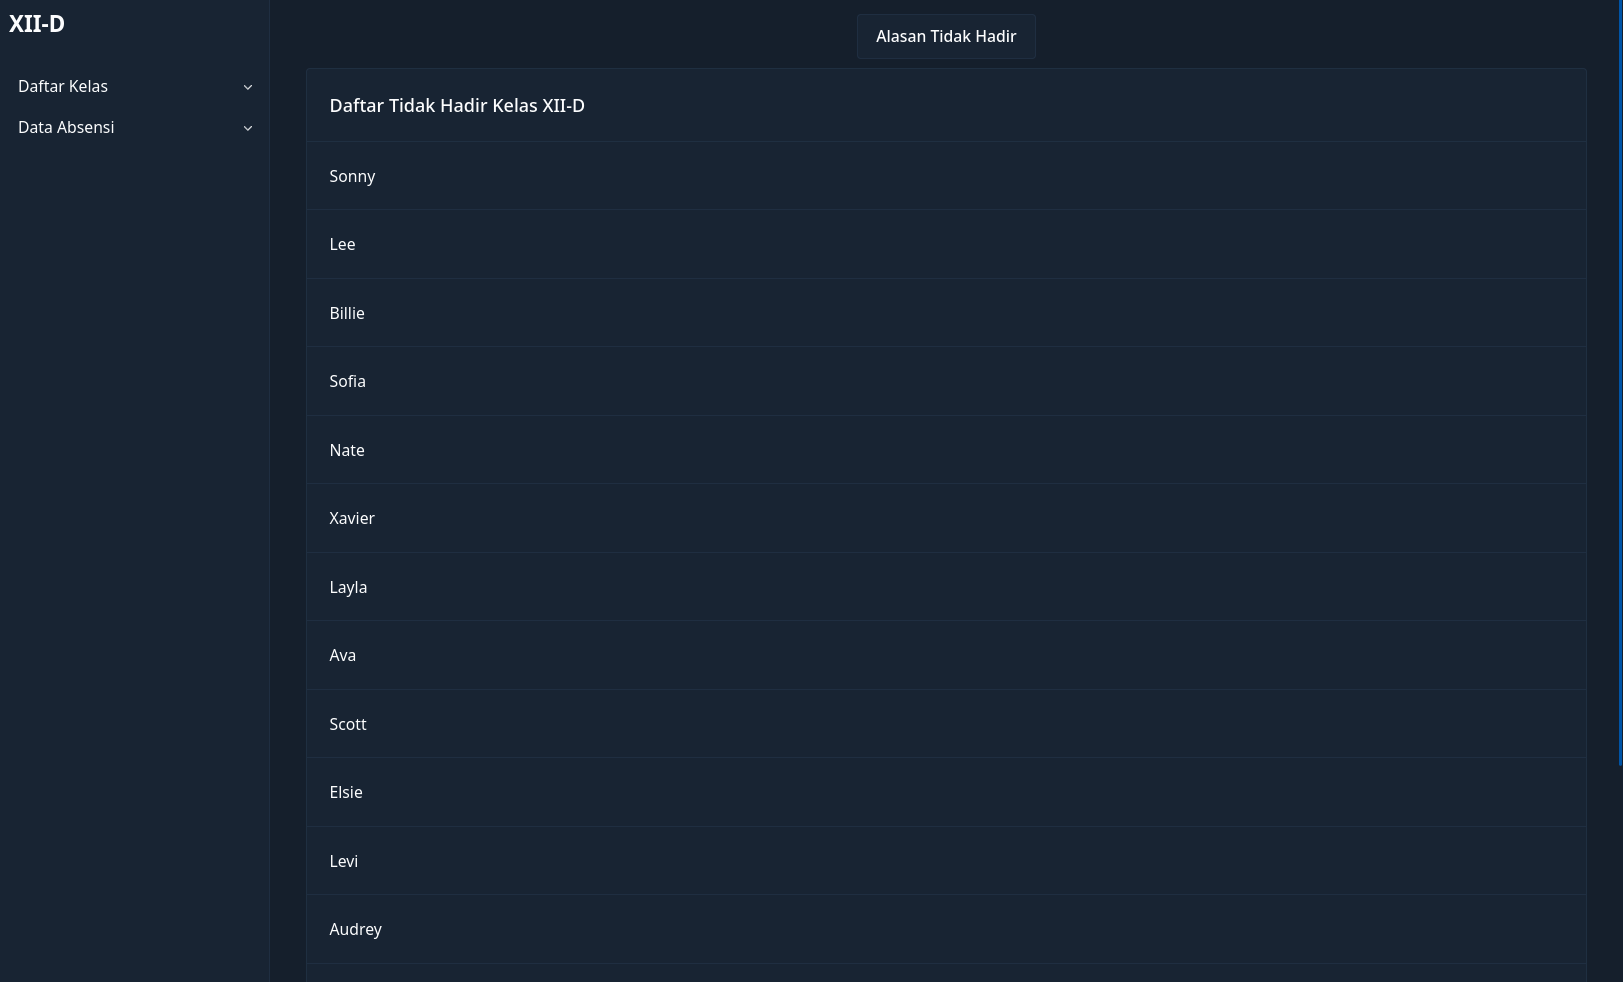 XII-D
Daftar Kelas
Data Absensi
Alasan Tidak Hadir
Daftar Tidak Hadir Kelas XII-D
Sonny
Lee
Billie
Sofia
Nate
Xavier
Layla
Ava
Scott
Elsie
Levi
Audrey